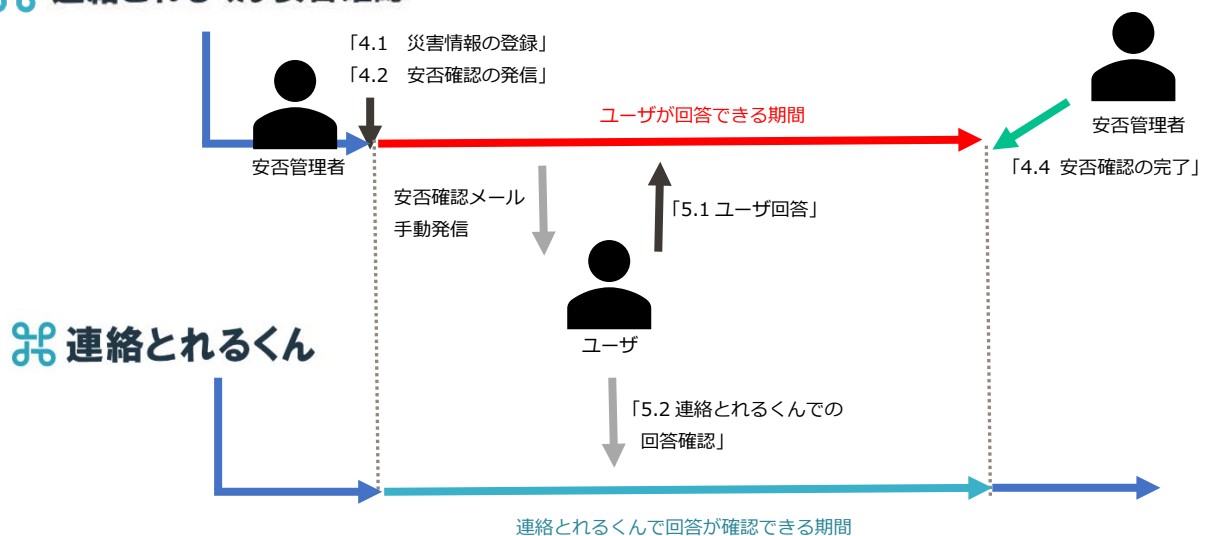 「4.1　災害情報の登録」
「4.2　安否確認の発信」
ユーザが回答できる期間
安否管理者
安否管理者
「4.4 安否確認の完了」
安否確認メール
手動発信
「5.1 ユーザ回答」
ユーザ
連絡とれるくん
「5.2 連絡とれるくんでの
回答確認」
連絡とれるくんで回答が確認できる期間